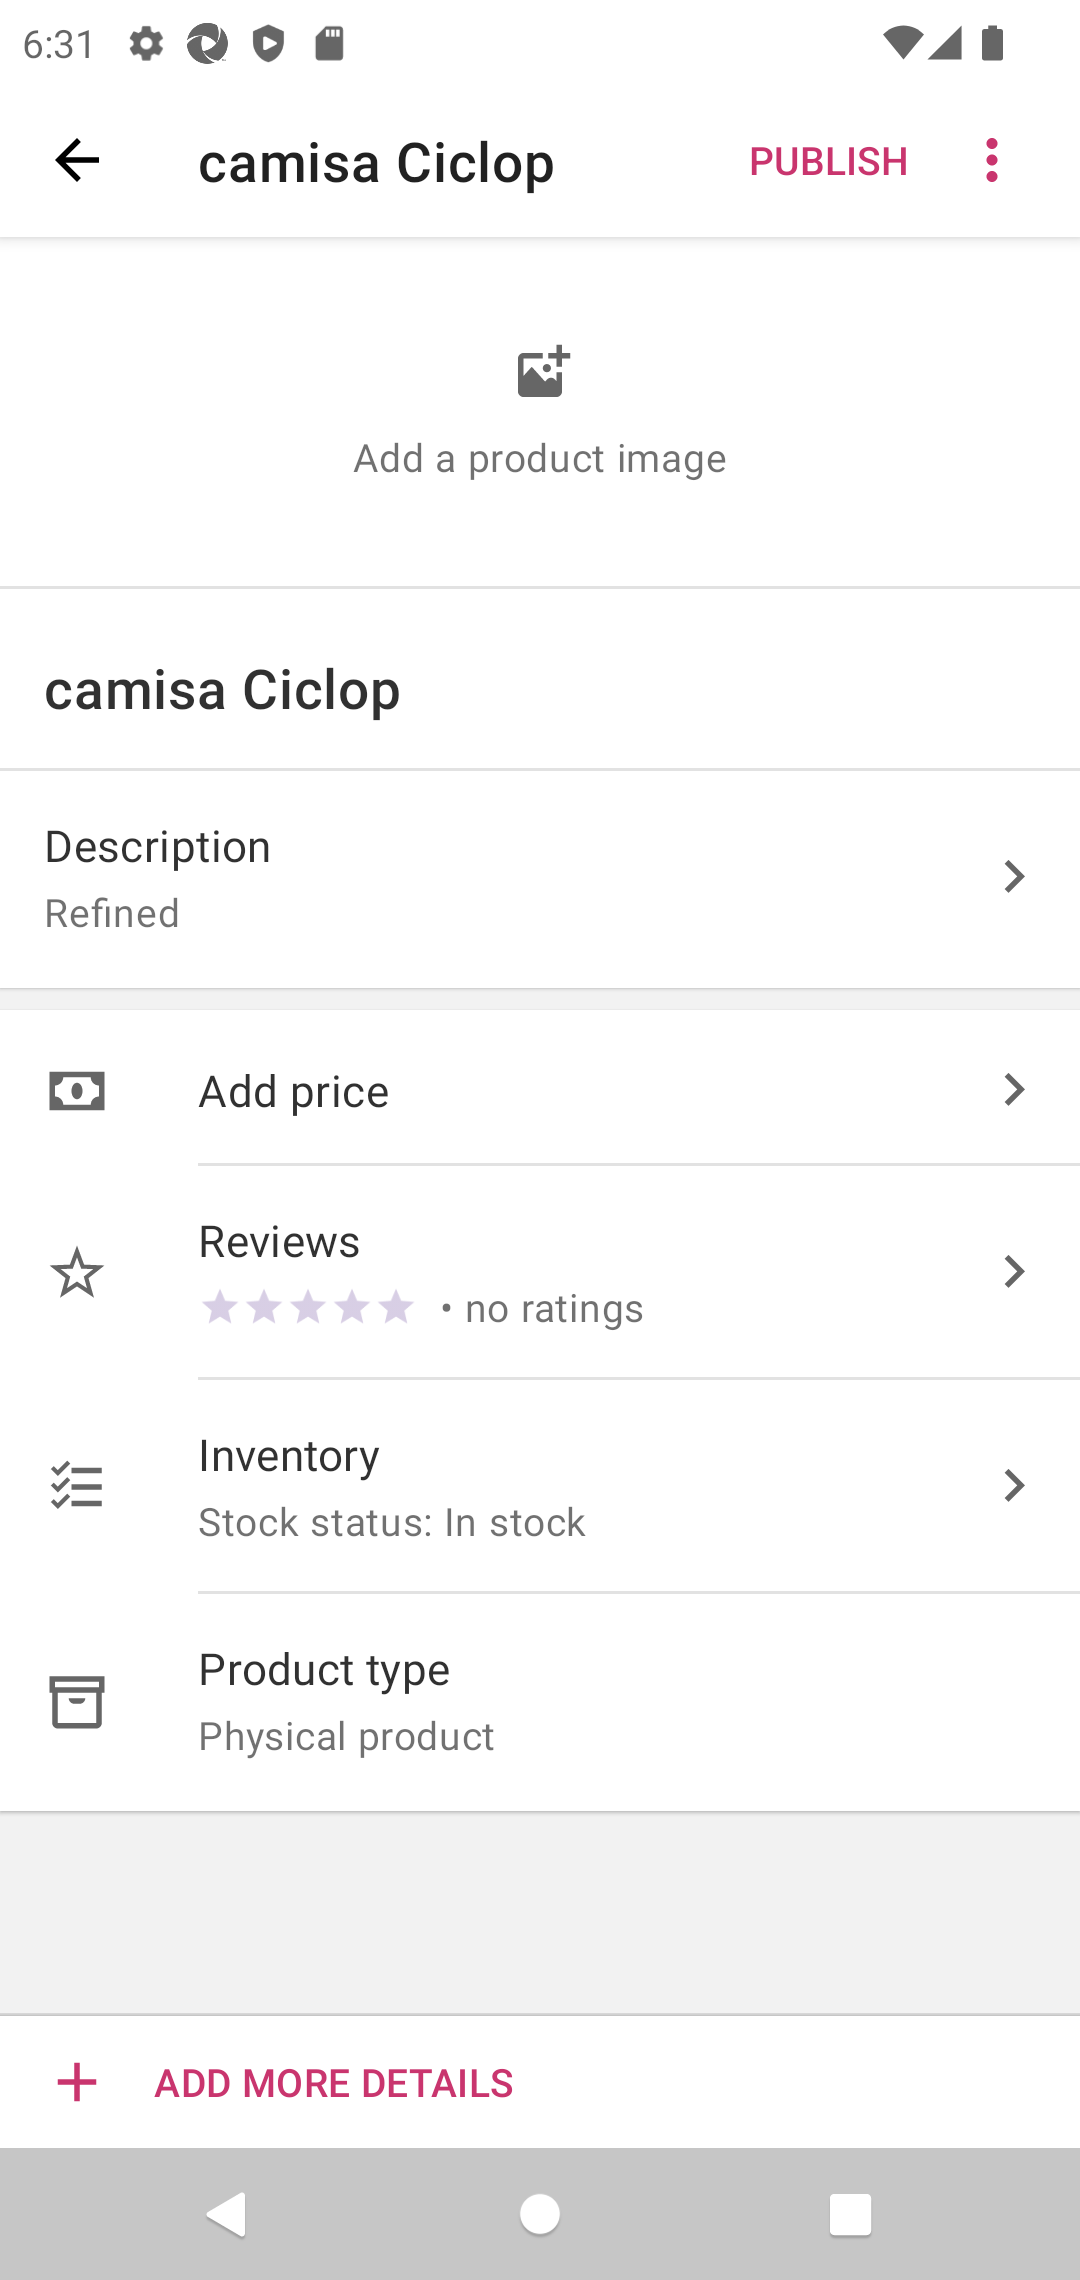 6:31
camisa Ciclop PUBLISH
Add a product image
camisa Ciclop
Description
Refined
Add price
Reviews
• no ratings
Inventory
Stock status: In stock
Product type
Physical product
ADD MORE DETAILS